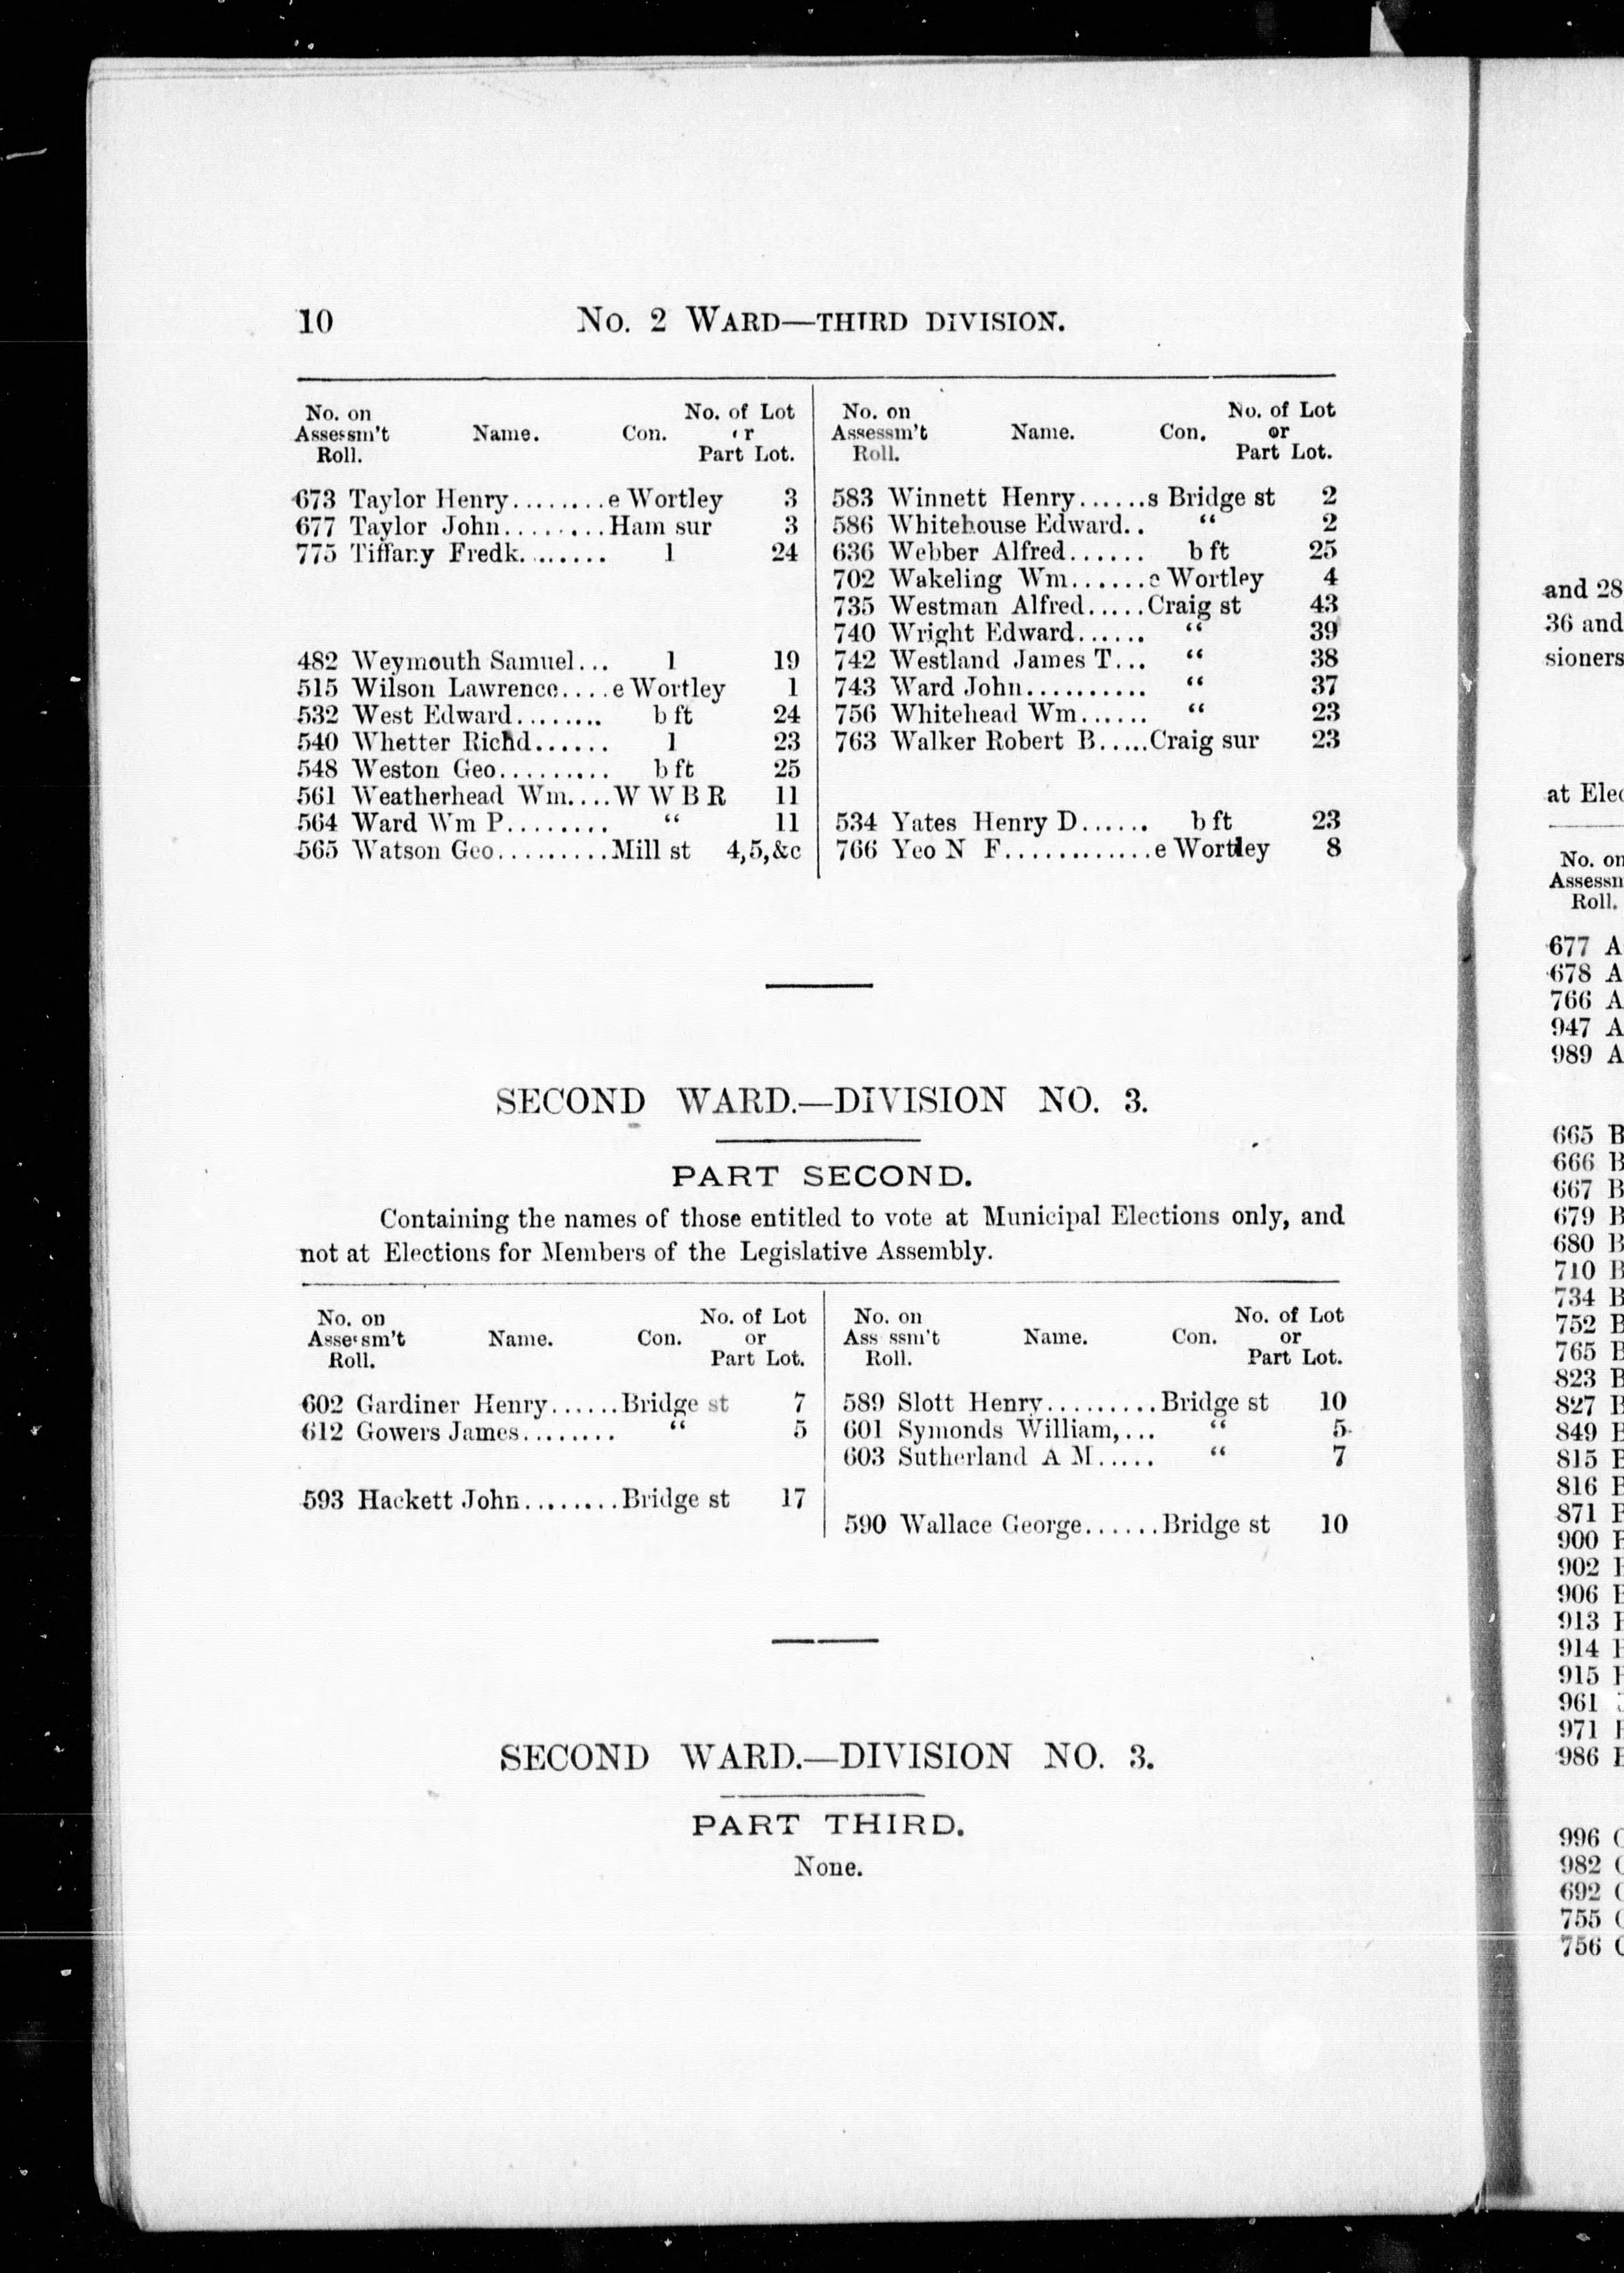 10 No. 2 Ward—third division.
No. on Assessm't Roll. Name. Con. No. of Lot or Part Lot.
673 Taylor Henry........e Wortley 3
677 Taylor John........Ham sur 3
775 Tiffany Fredk........ 1 24
482 Weymouth Samuel... 1 19
515 Wilson Lawrence....e Wortley 1
532 West Edward........ b ft 24
540 Whetter Richd...... 1 23
548 Weston Geo......... b ft 25
561 Weatherhead Wm....W W B R 11
564 Ward Wm P........ “ 11
565 Watson Geo.........Mill st 4,5,&c
No. on Assessm't Roll. Name. Con. No. of Lot or Part Lot.
583 Winnett Henry......s Bridge st 2
586 Whitehouse Edward.. “ 2
636 Webber Alfred...... b ft 25
702 Wakeling Wm......e Wortley 4
735 Westman Alfred.....Craig st 43
740 Wright Edward...... “ 39
742 Westland James T... “ 38
743 Ward John.......... “ 37
756 Whitehead Wm...... “ 23
763 Walker Robert B.....Craig sur 23
534 Yates Henry D...... b ft 23
766 Yeo N F............e Wortley 8
SECOND WARD.—DIVISION NO. 3.
PART SECOND.
Containing the names of those entitled to vote at Municipal Elections only, and
not at Elections for Members of the Legislative Assembly.
No. on Assessm't Roll. Name. Con. No. of Lot or Part Lot.
602 Gardiner Henry......Bridge st 7
612 Gowers James........ “ 5
593 Hackett John........Bridge st 17
No. on Ass ssm't Roll. Name. Con. No. of Lot or Part Lot.
589 Slott Henry.........Bridge st 10
601 Symonds William,... “ 5
603 Sutherland A M..... “ 7
590 Wallace George......Bridge st 10
SECOND WARD.—DIVISION NO. 3.
PART THIRD.
None.
and 28
36 and
sioners
at Elec
No. on
Assessm
Roll.
677 A
678 A
766 A
947 A
989 A
665 B
666 B
667 B
679 B
680 B
710 B
734 B
752 B
765 B
823 B
827 B
849 B
815 B
816 B
871
900
902
906
913
914
915
961
971
986
996
982
692
755
756